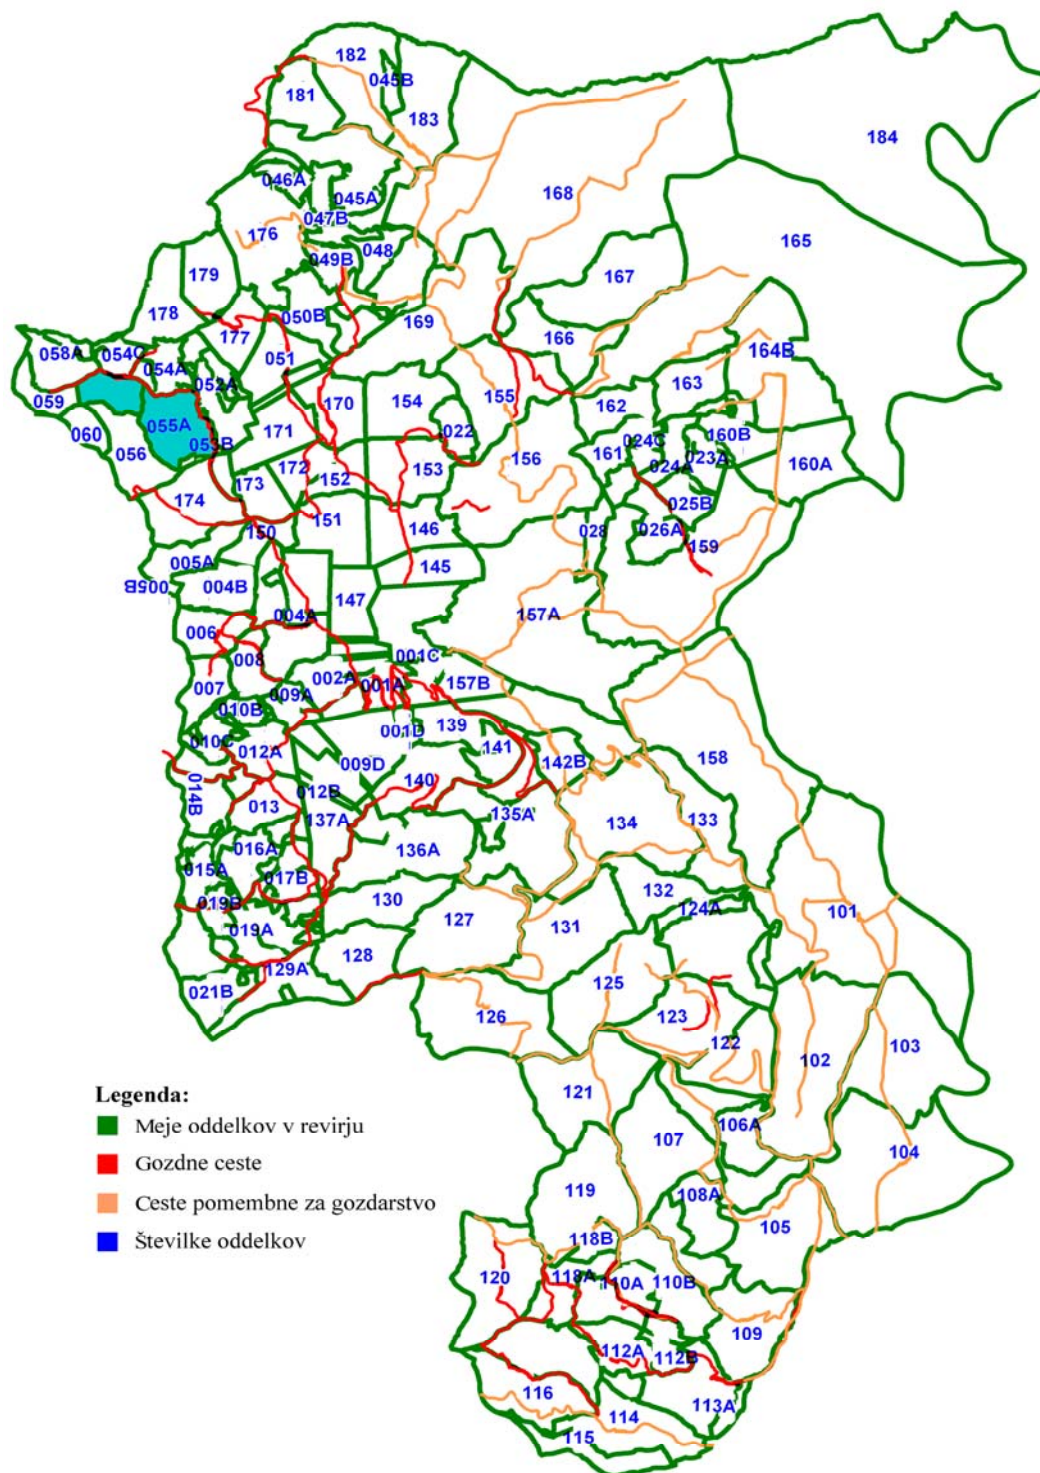 182
045B
181
183
184
046A
045A
168
047B
176
165
048
049B
167
179
178
050B
169
177
166
164B
058A
054C
051
054A
052A
163
059
170
154
155
162
055A
022
060
053B
171
024C
160B
056
156
161
023A
172
153
024A
160A
173
152
174
025B
151
026A
150
146
028
159
005A
145
005B
004B
147
157A
004A
006
008
001C
002A
007
001A
157B
009A
010B
139
001D
010C
012A
141
158
009D
142B
140
014B
012B
013
137A
135A
134
133
016A
136A
015A
017B
132
019B
130
124A
127
101
019A
131
128
129A
125
021B
126
123
122
103
102
121
Legenda:
Meje oddelkov v revirju
106A
107
104
Gozdne ceste
119
108A
Ceste pomembne za gozdarstvo
105
118B
Številke oddelkov
120
118A
110A
110B
109
112A
112B
116
113A
114
115